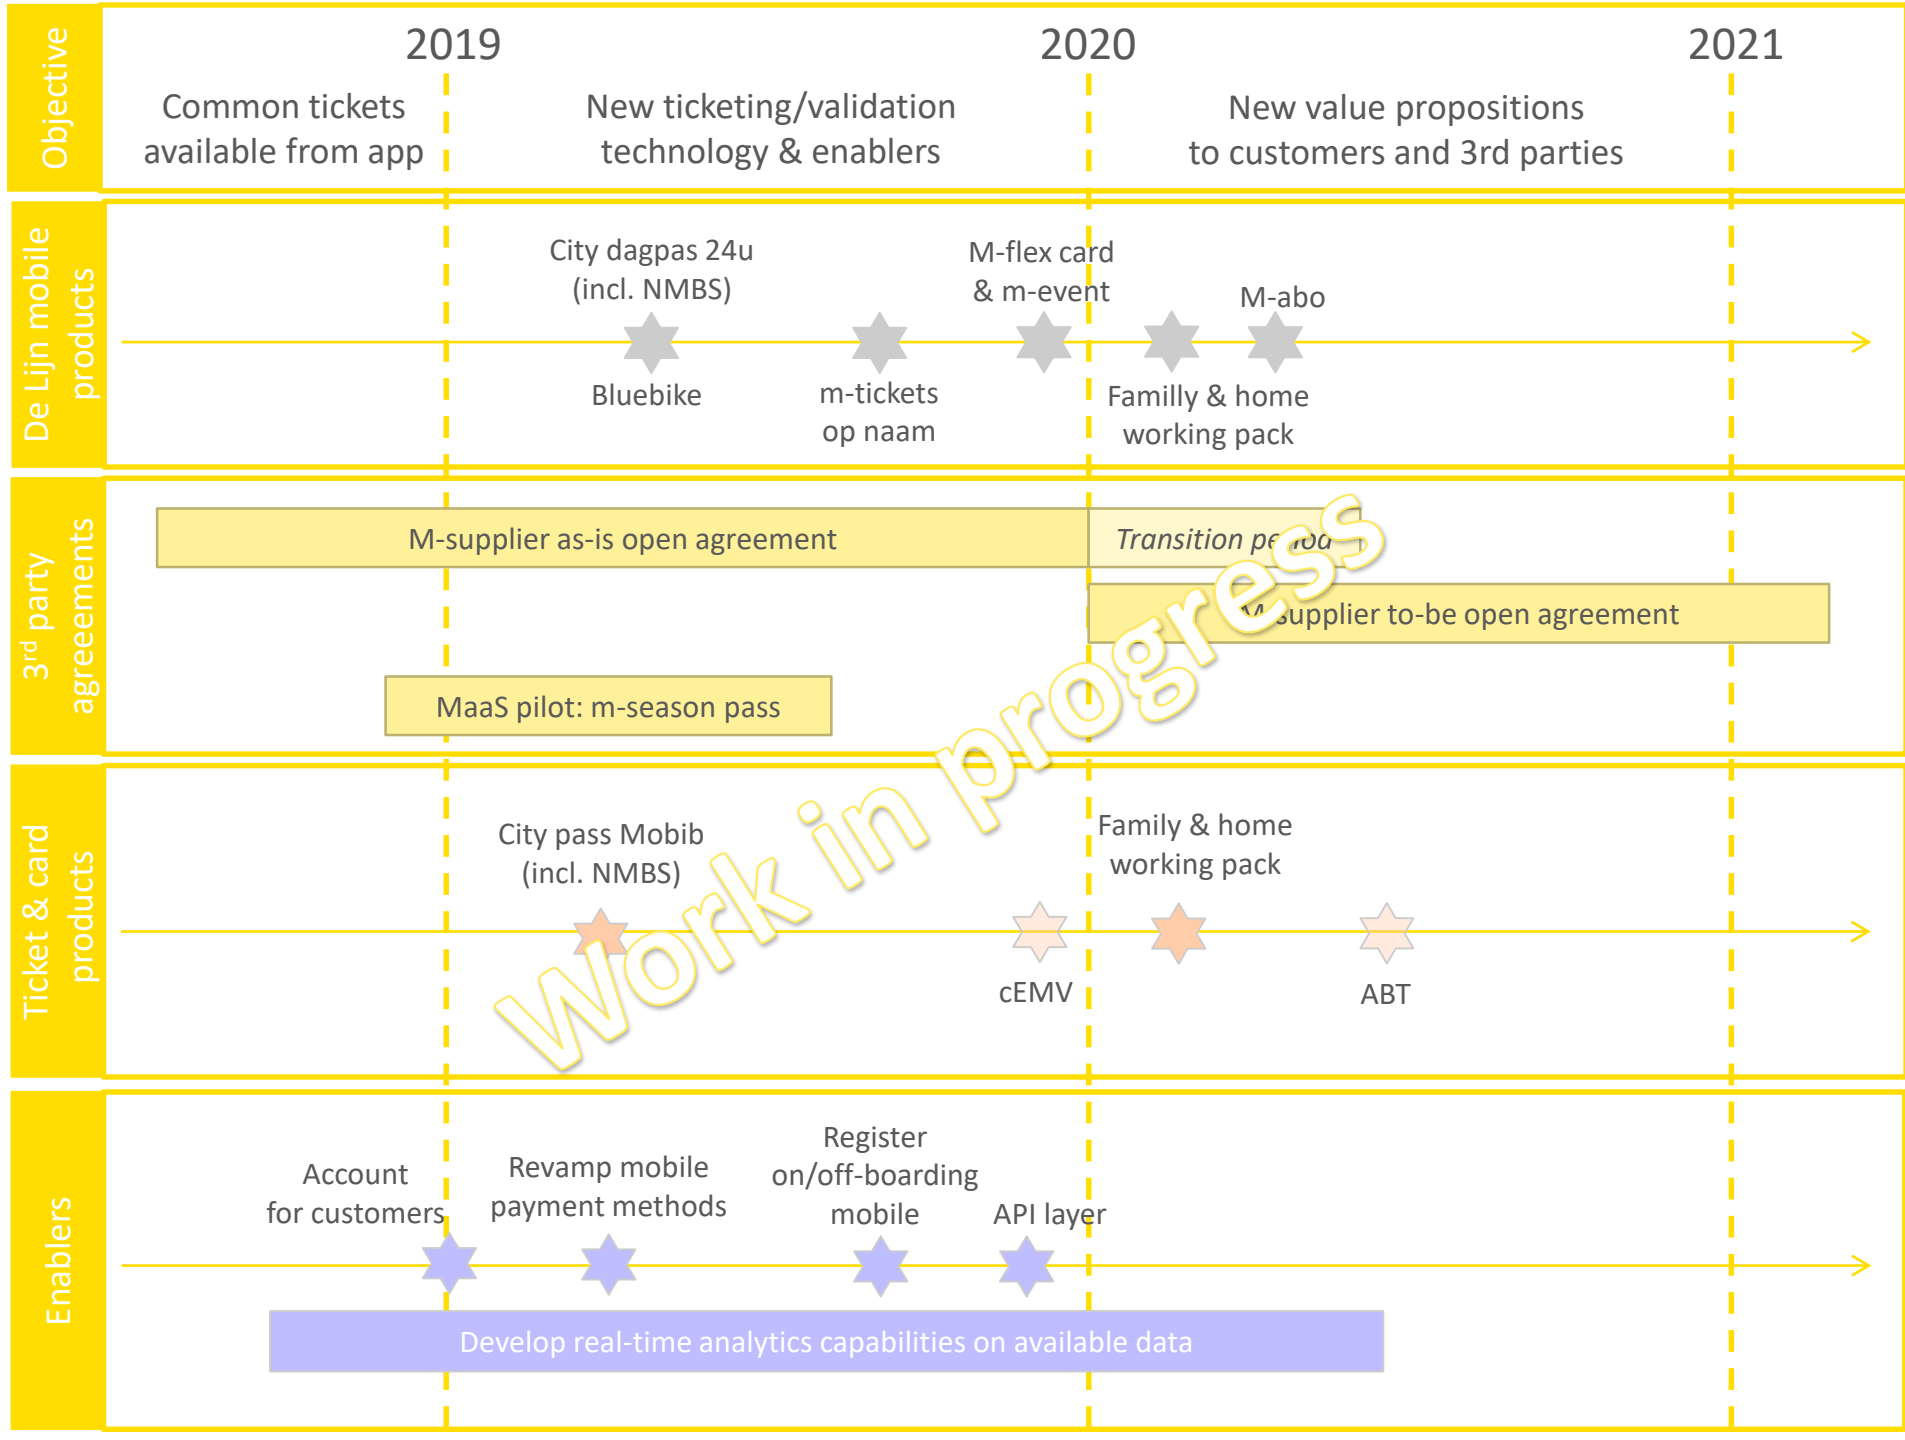 Objective
2019
2020
2021
Common tickets
available from app
New ticketing/validation
technology & enablers
New value propositions
to customers and 3rd parties
De Lijn mobile
products
City dagpas 24u
(incl. NMBS)
Bluebike
m-tickets
op naam
M-flex card
& m-event
Familly & home
working pack
M-abo
3rd party
agreeements
M-supplier as-is open agreement
Transition period
M-supplier to-be open agreement
MaaS pilot: m-season pass
Work in progress
Ticket & card
products
City pass Mobib
(incl. NMBS)
cEMV
Family & home
working pack
ABT
Enablers
Account
for customers
Revamp mobile
payment methods
Register
on/off-boarding
mobile
API layer
Develop real-time analytics capabilities on available data